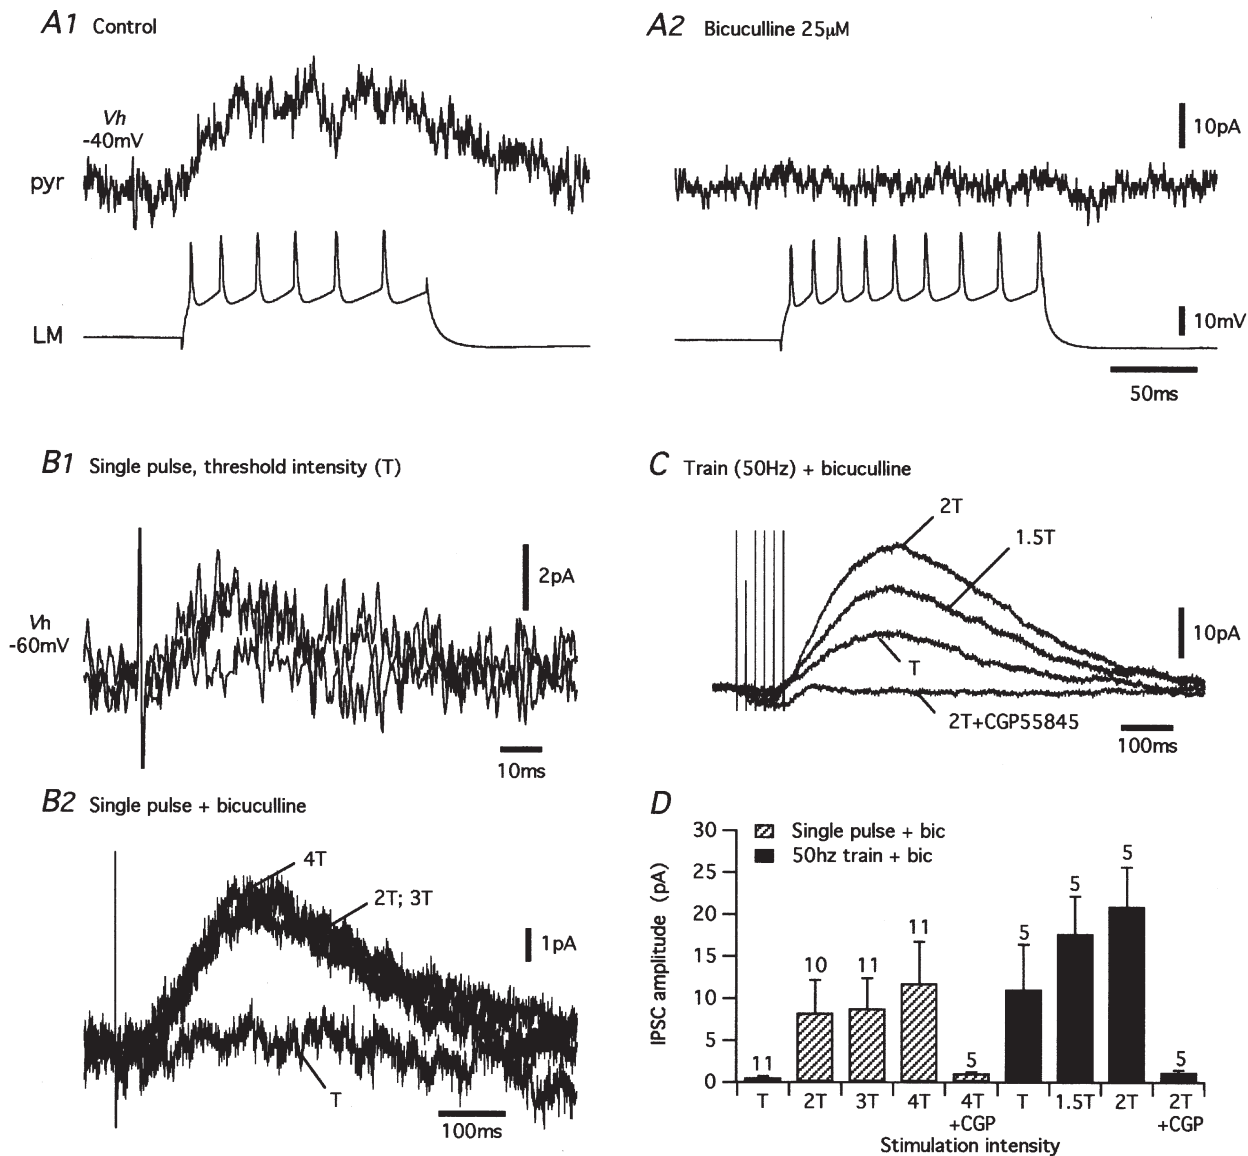 A1 Control
Vh
-40mV
pyr
LM
A2 Bicuculline 25µM
10pA
10mV
50ms
B1 Single pulse, threshold intensity (T)
2pA
Vh
-60mV
10ms
C Train (50Hz) + bicuculline
2T
1.5T
10pA
T
2T+CGP55845
100ms
B2 Single pulse + bicuculline
4T
2T; 3T
1pA
T
100ms
D
IPSC amplitude (pA)
30
25
20
15
10
5
0
Single pulse + bic
50hz train + bic
11
10
11
11
5
5
5
5
5
T 2T 3T 4T 4T T 1.5T 2T 2T
+CGP +CGP
Stimulation intensity